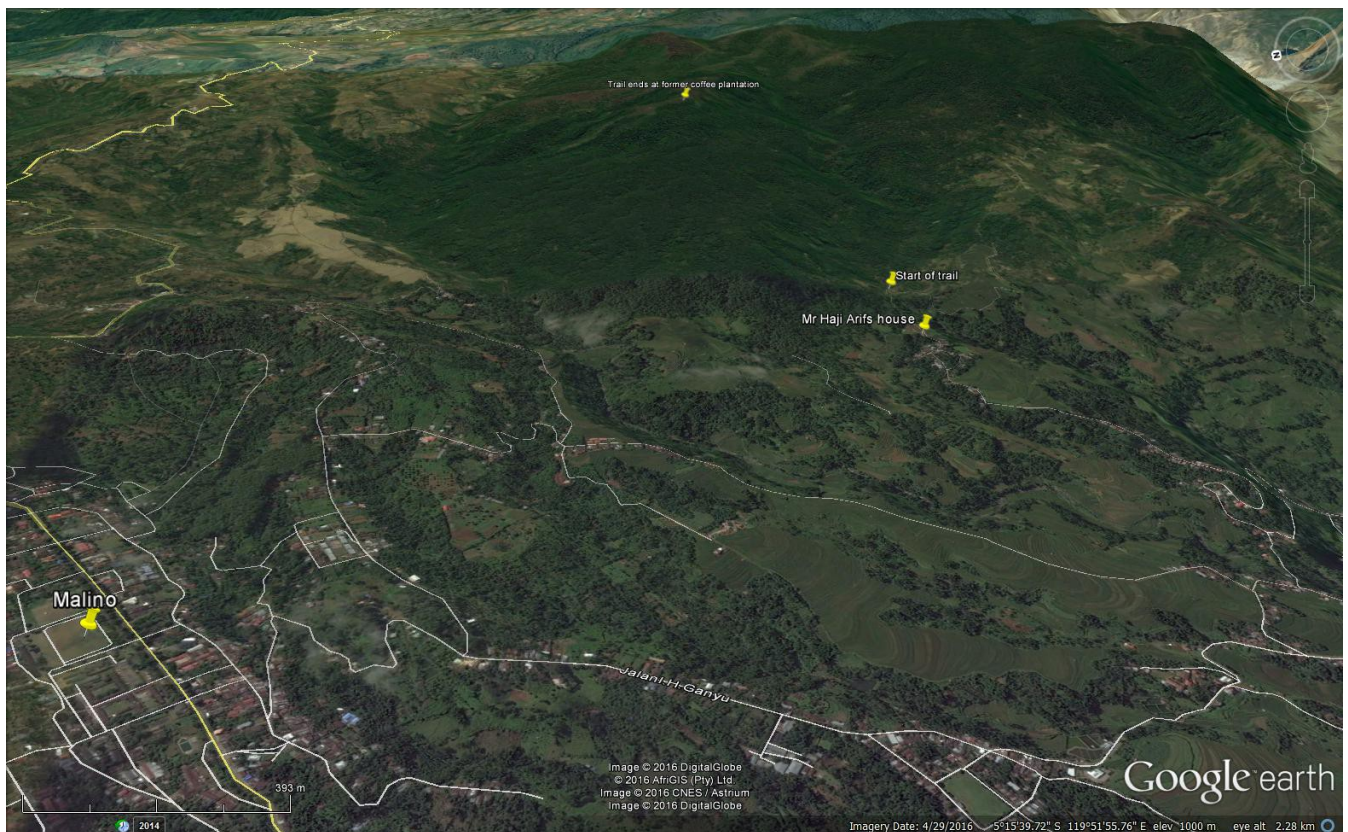 Trail ends at former coffee plantation
N
Start of trail
Mr Haji Arifs house
Malino
Jalanl H Ganyu
Image © 2016 DigitalGlobe
© 2016 AfriGIS (Pty) Ltd.
Image © 2016 CNES / Astrium
Image © 2016 DigitalGlobe
Google earth
393 m
2014
Imagery Date: 4/29/2016 5°15'39.72" S 119°51'55.76" E elev 1000 m eye alt 2.28 km